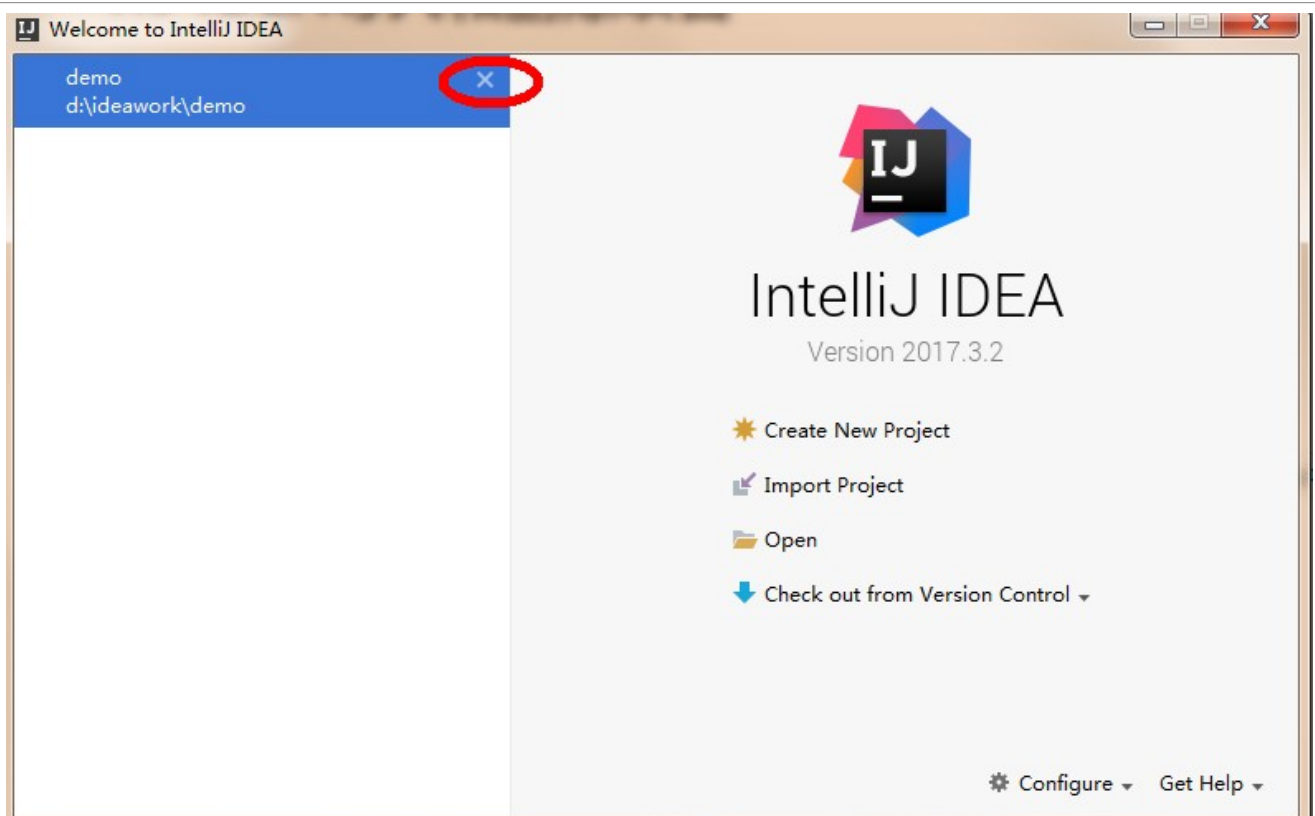 Welcome to IntelliJ IDEA
demo
d:\ideawork\demo
IJ
IntelliJ IDEA
Version 2017.3.2
Create New Project
Import Project
Open
Check out from Version Control
Configure
Get Help